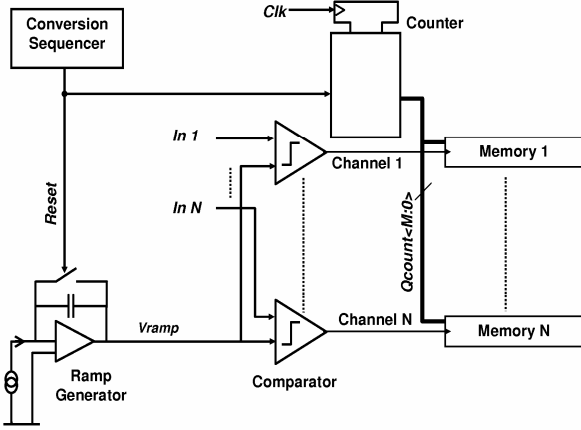 Conversion
Sequencer
Clk
Counter
In 1
Channel 1
Memory 1
In N
Reset
Qcount<M:0>
Vramp
Channel N
Memory N
Ramp
Generator
Comparator